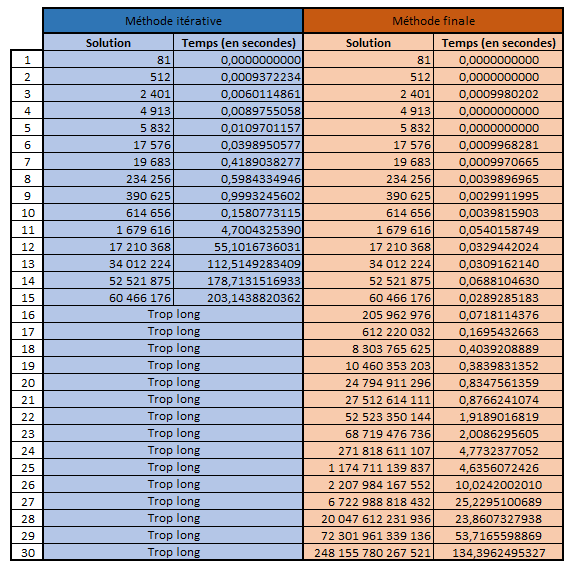 Méthode itérative Méthode finale
Solution Temps (en secondes) Solution Temps (en secondes)
1 81 0,0000000000 81 0,0000000000
2 512 0,0009372234 512 0,0000000000
3 2 401 0,0060114861 2 401 0,0009980202
4 4 913 0,0089755058 4 913 0,0000000000
5 5 832 0,0109701157 5 832 0,0000000000
6 17 576 0,0398950577 17 576 0,0009968281
7 19 683 0,4189038277 19 683 0,0009970665
8 234 256 0,5984334946 234 256 0,0039896965
9 390 625 0,9993245602 390 625 0,0029911995
10 614 656 0,1580773115 614 656 0,0039815903
11 1 679 616 4,7004325390 1 679 616 0,0540158749
12 17 210 368 55,1016736031 17 210 368 0,0329442024
13 34 012 224 112,5149283409 34 012 224 0,0309162140
14 52 521 875 178,7131516933 52 521 875 0,0688104630
15 60 466 176 203,1438820362 60 466 176 0,0289285183
16 Trop long 205 962 976 0,0718114376
17 Trop long 612 220 032 0,1695432663
18 Trop long 8 303 765 625 0,4039208889
19 Trop long 10 460 353 203 0,3839831352
20 Trop long 24 794 911 296 0,8347561359
21 Trop long 27 512 614 111 0,8766241074
22 Trop long 52 523 350 144 1,9189016819
23 Trop long 68 719 476 736 2,0086295605
24 Trop long 271 818 611 107 4,7732377052
25 Trop long 1 174 711 139 837 4,6356072426
26 Trop long 2 207 984 167 552 10,0242002010
27 Trop long 6 722 988 818 432 25,2295100689
28 Trop long 20 047 612 231 936 23,8607327938
29 Trop long 72 301 961 339 136 53,7165598869
30 Trop long 248 155 780 267 521 134,3962495327